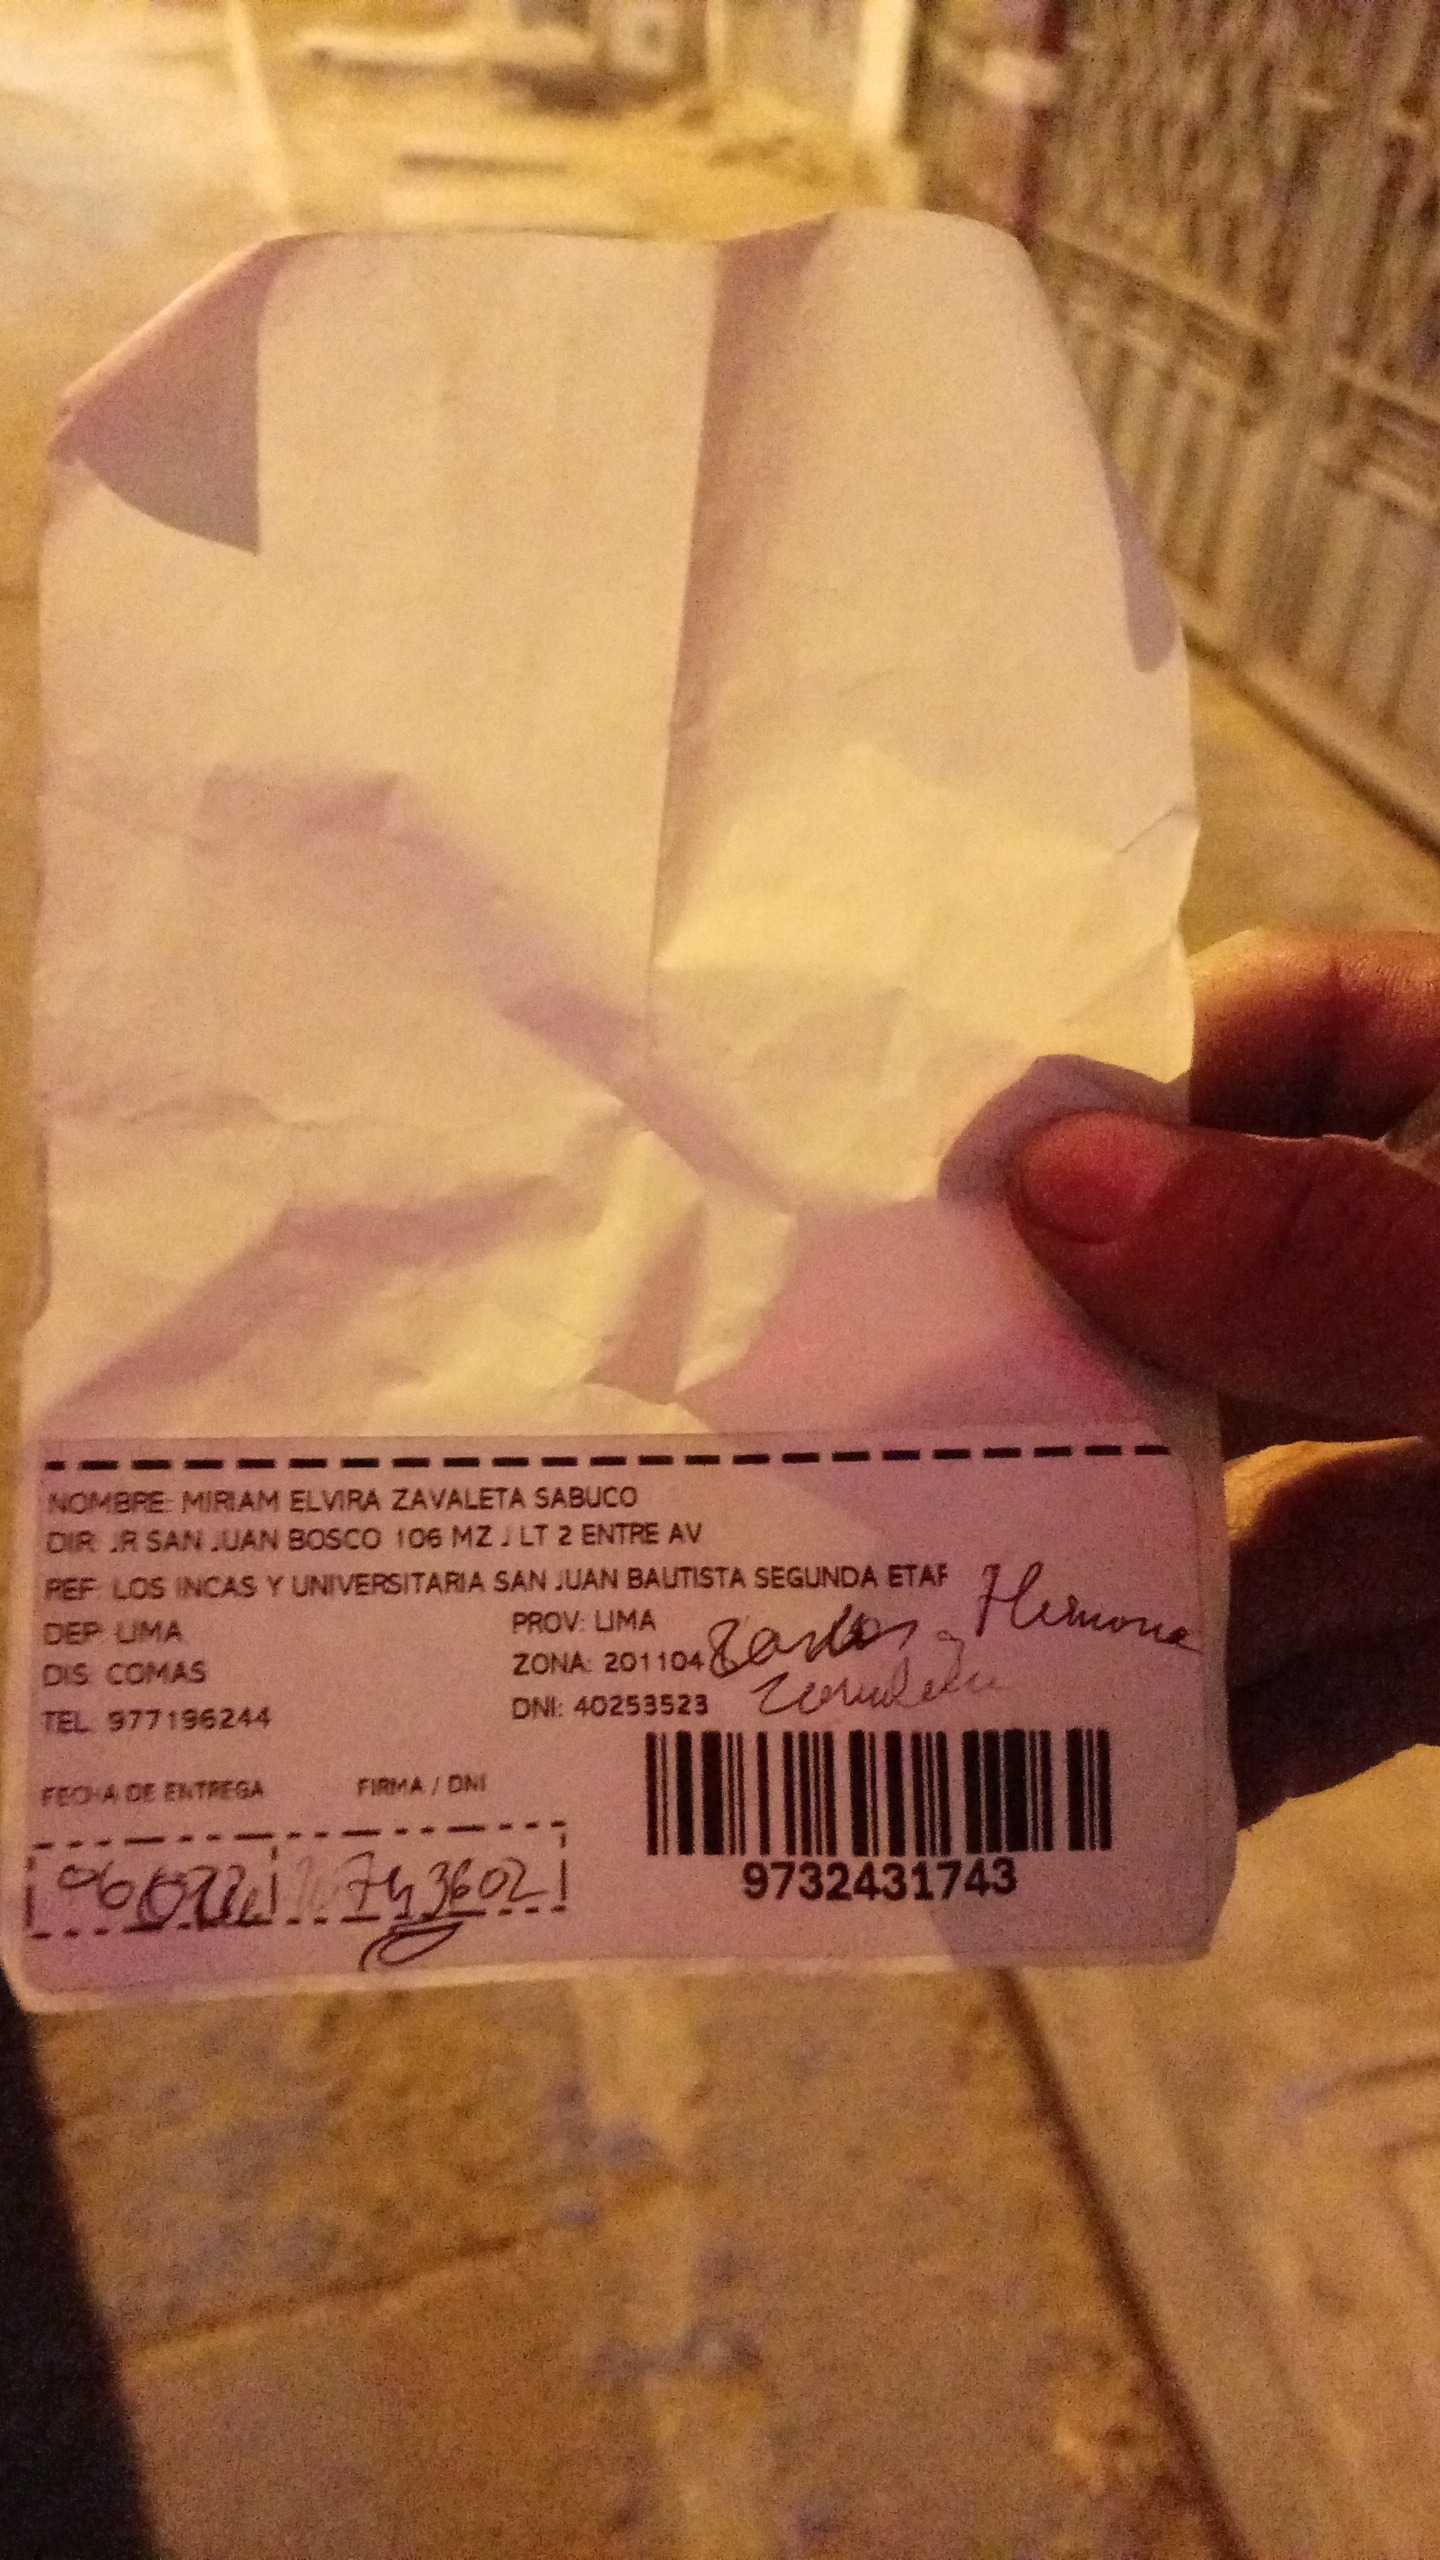 NOMBRE: MIRIAM ELVIRA ZAVALETA SABUCO
DIR: JR SAN JUAN BOSCO 106 MZ J LT 2 ENTRE AV
REF: LOS INCAS Y UNIVERSITARIA SAN JUAN BAUTISTA SEGUNDA ETAP
DEP: LIMA PROV: LIMA
DIS: COMAS ZONA: 201104
TEL: 977196244 DNI: 40253523
FECHA DE ENTREGA FIRMA / DNI
9732431743